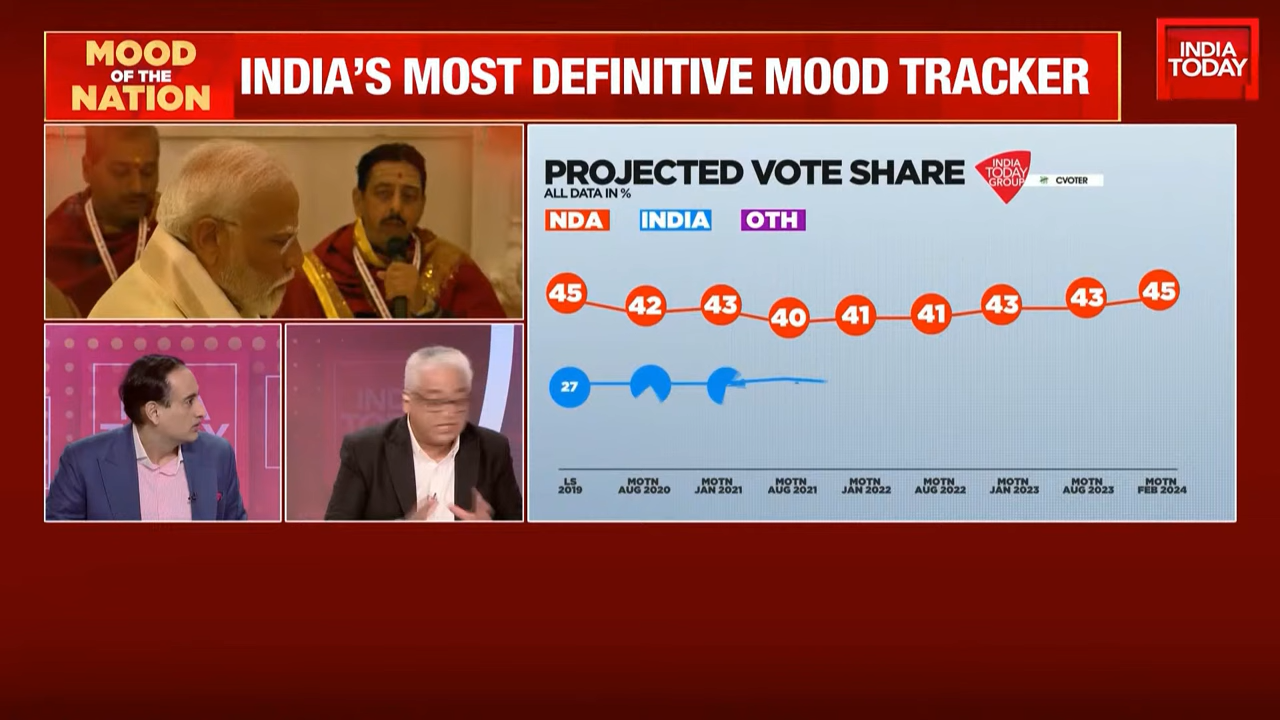 MOOD
OF THE
NATION
INDIA'S MOST DEFINITIVE MOOD TRACKER
INDIA
TODAY
PROJECTED VOTE SHARE
ALL DATA IN %
INDIA
TODAY
GROUP
CVOTER
NDA INDIA OTH
45 42 43 40 41 41 43 43 45
27
LS
2019
MOTN
AUG 2020
MOTN
JAN 2021
MOTN
AUG 2021
MOTN
JAN 2022
MOTN
AUG 2022
MOTN
JAN 2023
MOTN
AUG 2023
MOTN
FEB 2024